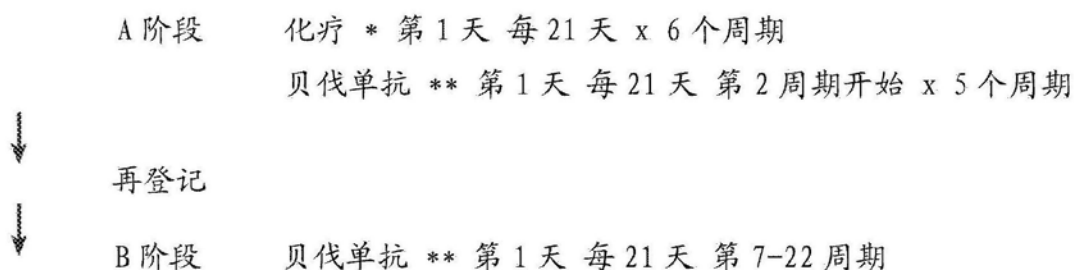 A 阶段 化疗 * 第 1 天 每 21 天 x 6 个周期
贝伐单抗 ** 第 1 天 每 21 天 第 2 周期开始 x 5 个周期
再登记
B 阶段 贝伐单抗 ** 第 1 天 每 21 天 第 7-22 周期